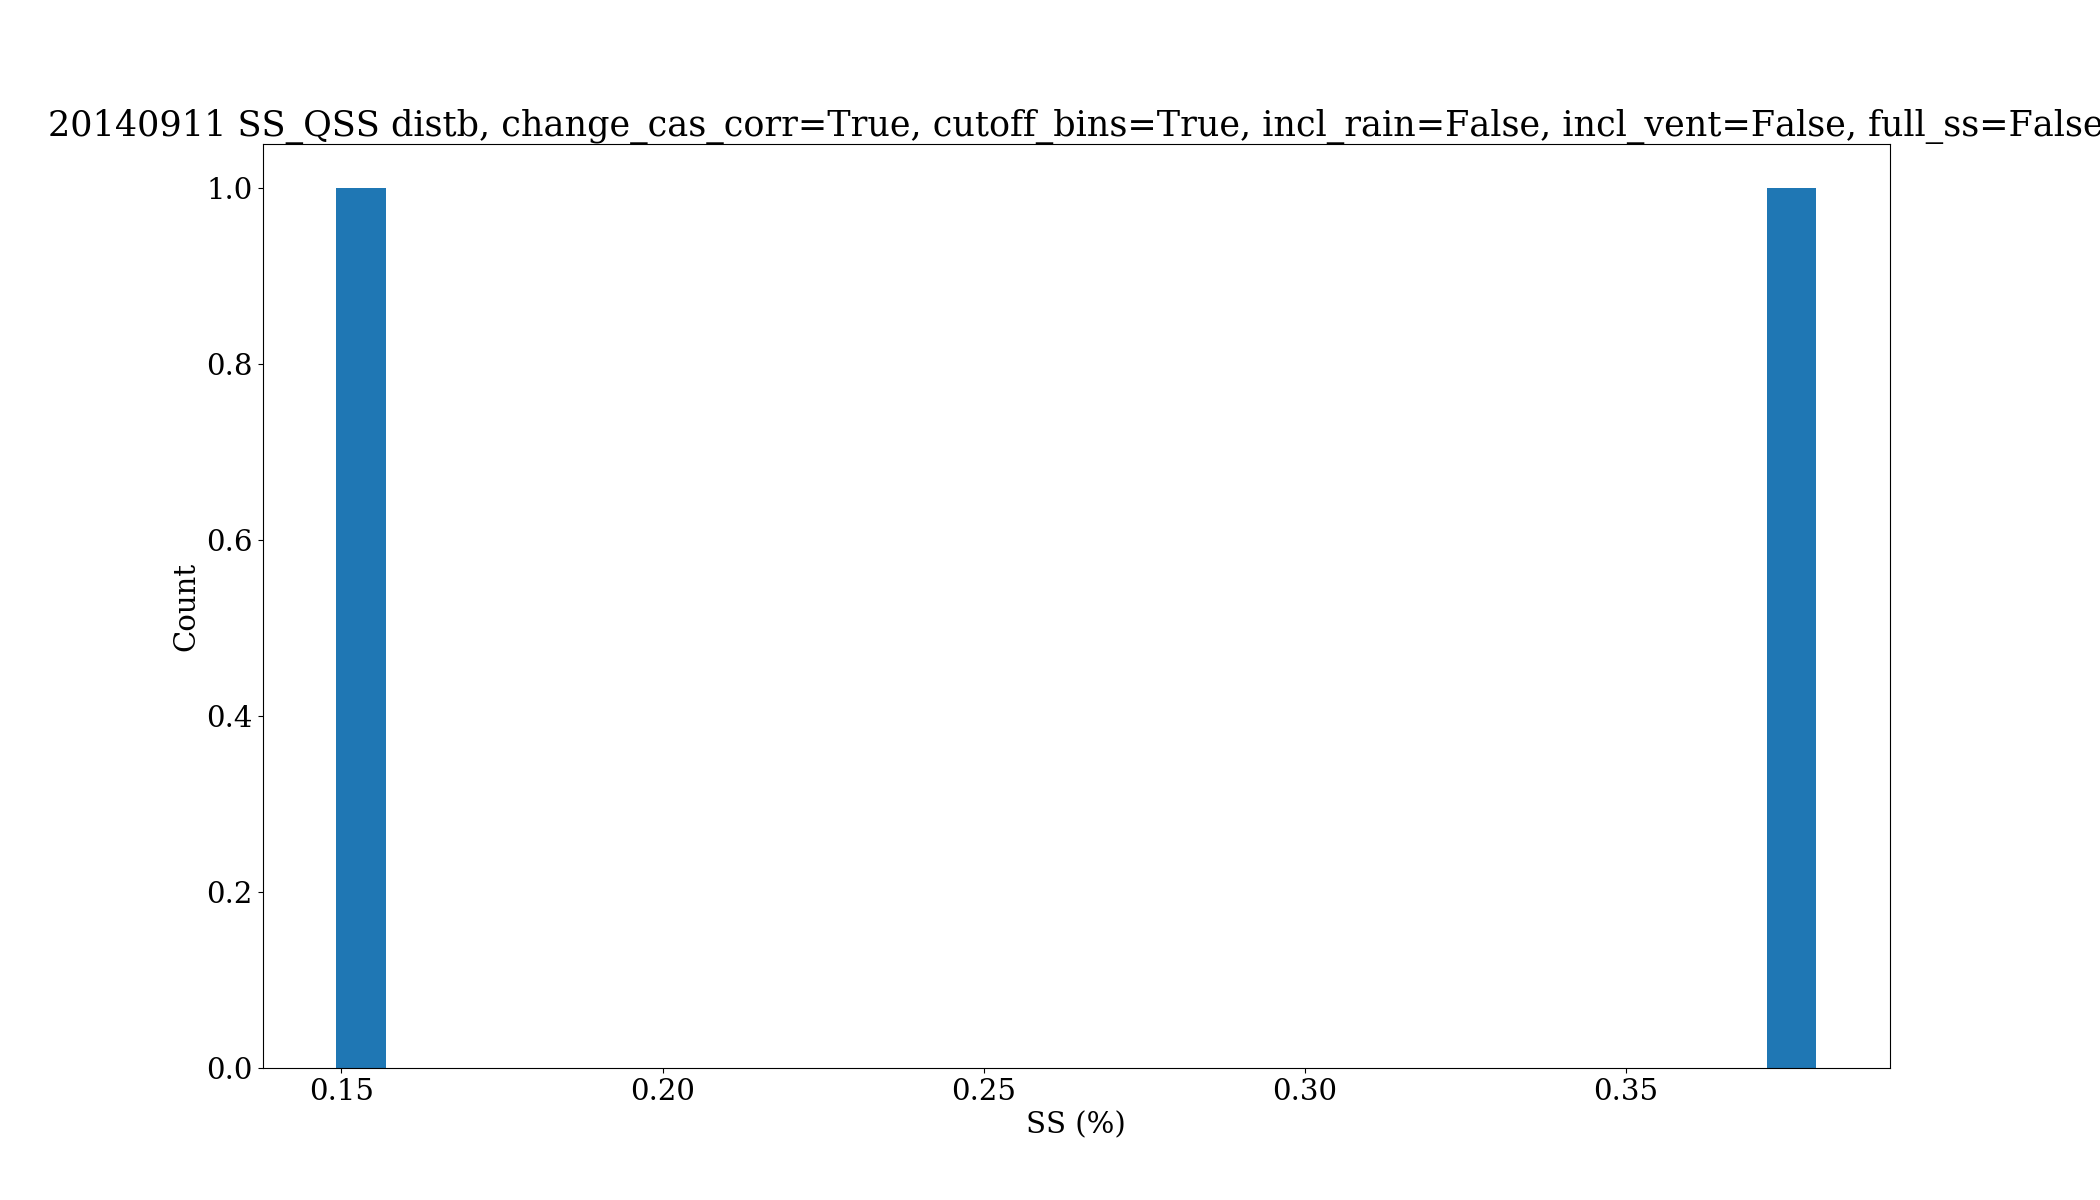 20140911 SS_QSS distb, change_cas_corr=True, cutoff_bins=True, incl_rain=False, incl_vent=False, full_ss=False
1.0
0.8
0.6
0.4
0.2
0.0
Count
0.15 0.20 0.25 0.30 0.35
SS (%)